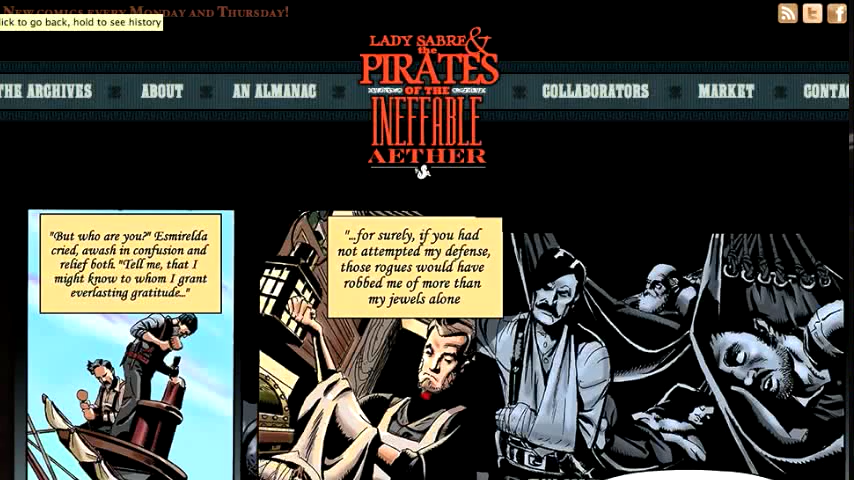 New comics every Monday and Thursday!
lick to go back, hold to see history
LADY SABRE &
the
PIRATES
OF THE
INEFFABLE
AETHER
THE ARCHIVES
ABOUT
AN ALMANAC
COLLABORATORS
MARKET
CONTA
"But who are you?" Esmirelda
cried, awash in confusion and
relief both. "Tell me, that I
might know to whom I grant
everlasting gratitude..."
"...for surely, if you had
not attempted my defense,
those rogues would have
robbed me of more than
my jewels alone